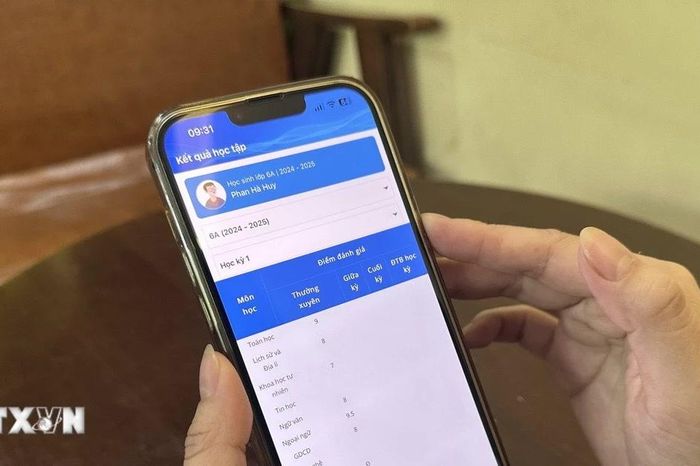 09:31
Kết quả học tập
Học sinh lớp 6A | 2024 - 2025
Phan Hà Huy
6A (2024 - 2025)
Học kỳ 1
Môn học
Điểm đánh giá
Thường xuyên
Giữa kỳ
Cuối kỳ
ĐTB học kỳ
Toán học 9
Lịch sử và Địa lí 8
Khoa học tự nhiên 7
Tin học 8
Ngữ văn 9.5
Ngoại ngữ 8
GDCD
TTXVN